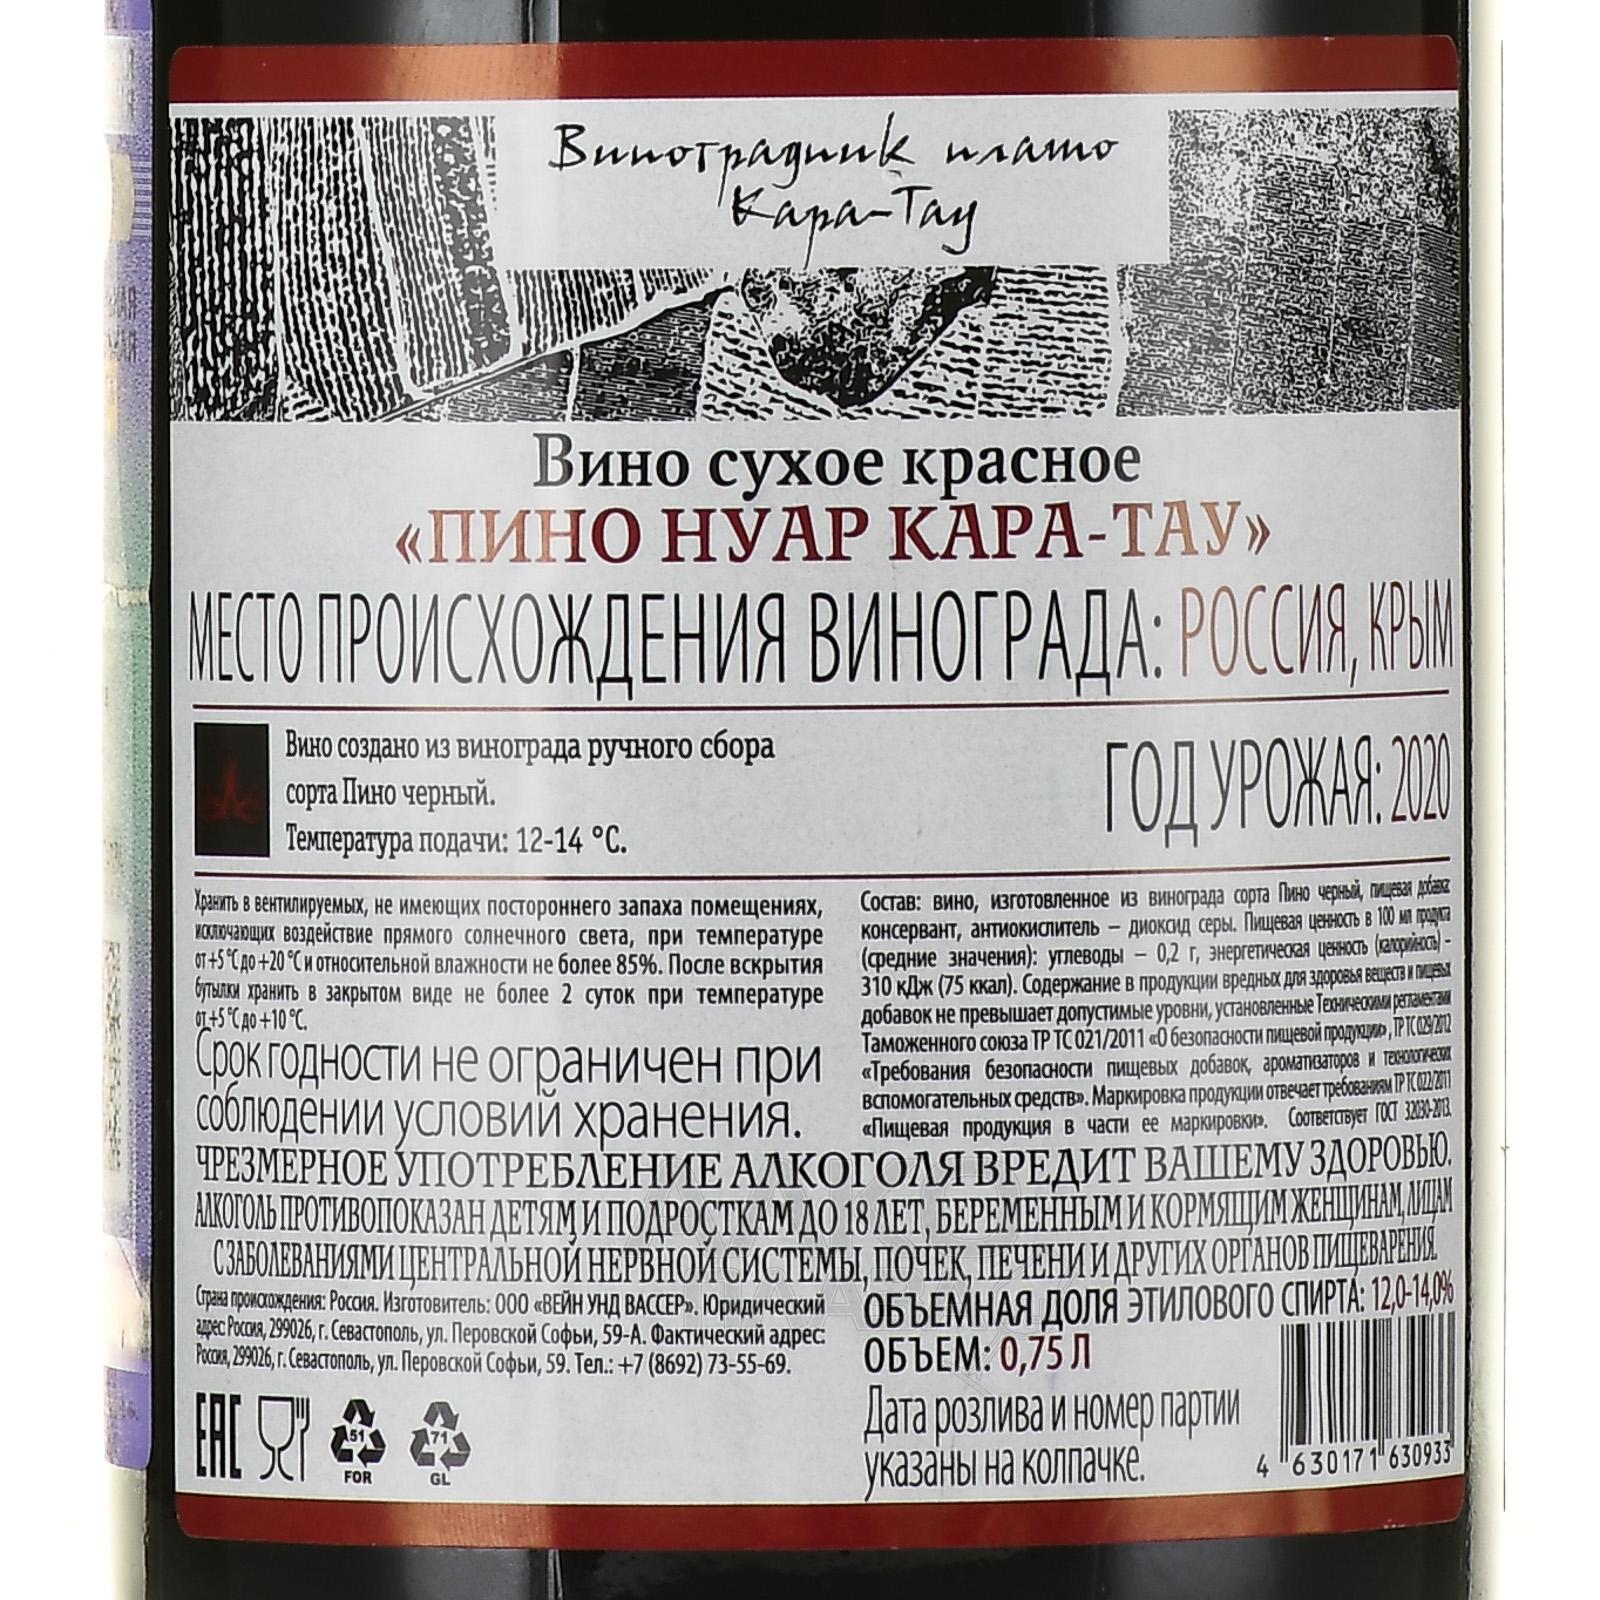 Виноградник плато
Кара-Тау
Вино сухое красное
«ПИНО НУАР КАРА-ТАУ»
МЕСТО ПРОИСХОЖДЕНИЯ ВИНОГРАДА: РОССИЯ, КРЫМ
Вино создано из винограда ручного сбора
сорта Пино черный.
Температура подачи: 12-14 °C.
ГОД УРОЖАЯ: 2020
Хранить в вентилируемых, не имеющих постороннего запаха помещениях,
исключающих воздействие прямого солнечного света, при температуре
от +5 °C до +20 °C и относительной влажности не более 85%. После вскрытия
бутылки хранить в закрытом виде не более 2 суток при температуре
от +5 °C до +10 °C.
Срок годности не ограничен при
соблюдении условий хранения.
Состав: вино, изготовленное из винограда сорта Пино черный, пищевая добавка:
консервант, антиокислитель – диоксид серы. Пищевая ценность в 100 мл продукта
(средние значения): углеводы – 0,2 г, энергетическая ценность (калорийность) –
310 кДж (75 ккал). Содержание в продукции вредных для здоровья веществ и пищевых
добавок не превышает допустимые уровни, установленные Техническими регламентами
Таможенного союза ТР ТС 021/2011 «О безопасности пищевой продукции», ТР ТС 029/2012
«Требования безопасности пищевых добавок, ароматизаторов и технологических
вспомогательных средств». Маркировка продукции отвечает требованиям ТР ТС 022/2011
«Пищевая продукция в части ее маркировки». Соответствует ГОСТ 32030-2013.
ЧРЕЗМЕРНОЕ УПОТРЕБЛЕНИЕ АЛКОГОЛЯ ВРЕДИТ ВАШЕМУ ЗДОРОВЬЮ.
АЛКОГОЛЬ ПРОТИВОПОКАЗАН ДЕТЯМ И ПОДРОСТКАМ ДО 18 ЛЕТ, БЕРЕМЕННЫМ И КОРМЯЩИМ ЖЕНЩИНАМ, ЛИЦАМ
С ЗАБОЛЕВАНИЯМИ ЦЕНТРАЛЬНОЙ НЕРВНОЙ СИСТЕМЫ, ПОЧЕК, ПЕЧЕНИ И ДРУГИХ ОРГАНОВ ПИЩЕВАРЕНИЯ.
Страна происхождения: Россия. Изготовитель: ООО «ВЕЙН УНД ВАССЕР». Юридический
адрес: Россия, 299026, г. Севастополь, ул. Перовской Софьи, 59-А. Фактический адрес:
Россия, 299026, г. Севастополь, ул. Перовской Софьи, 59. Тел.: +7 (8692) 73-55-69.
ОБЪЕМНАЯ ДОЛЯ ЭТИЛОВОГО СПИРТА: 12,0-14,0%
ОБЪЕМ: 0,75 Л
Дата розлива и номер партии
указаны на колпачке.
EAC
51
FOR
71
GL
4 630171 630933